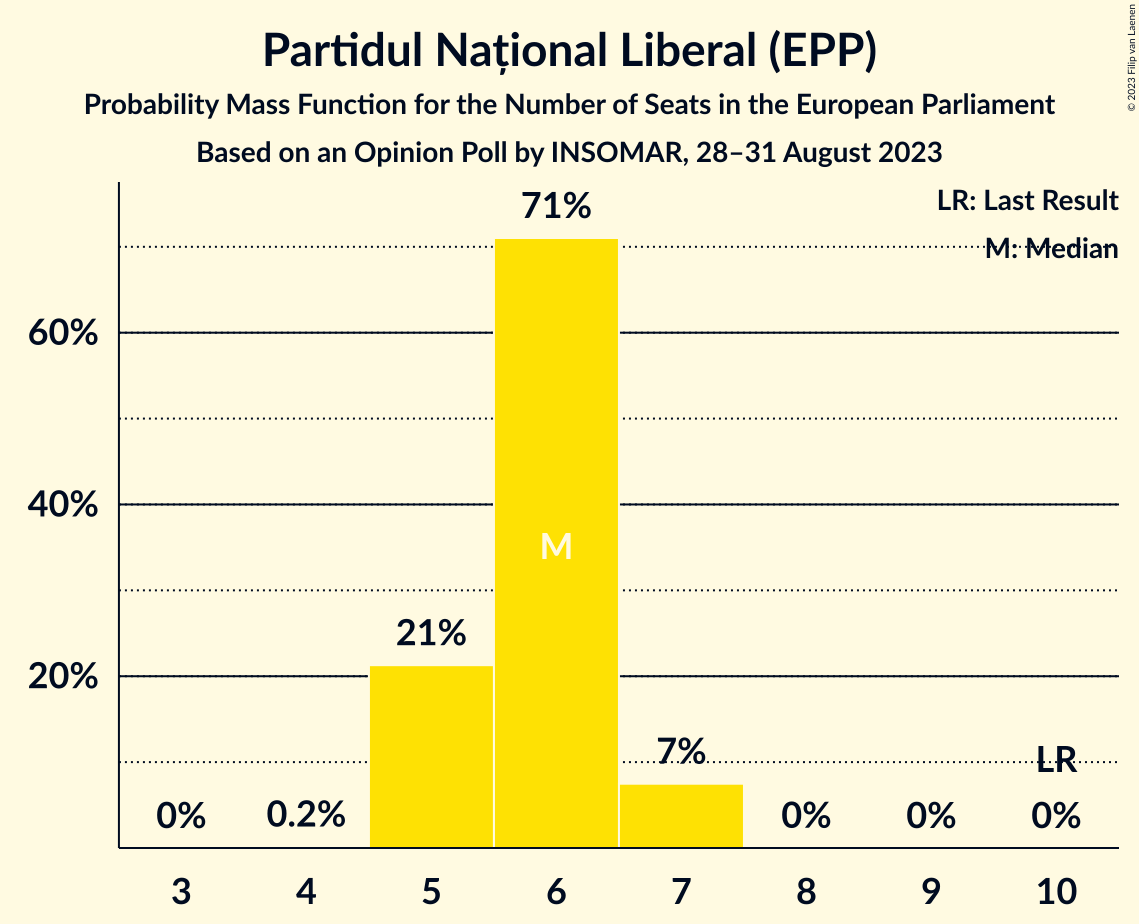 Partidul Național Liberal (EPP)
Probability Mass Function for the Number of Seats in the European Parliament
Based on an Opinion Poll by INSOMAR, 28–31 August 2023
© 2023 Filip van Laenen
LR: Last Result
M: Median
71%
60%
40%
M
21%
20%
7%
LR
0% 0.2% 0% 0% 0%
3 4 5 6 7 8 9 10